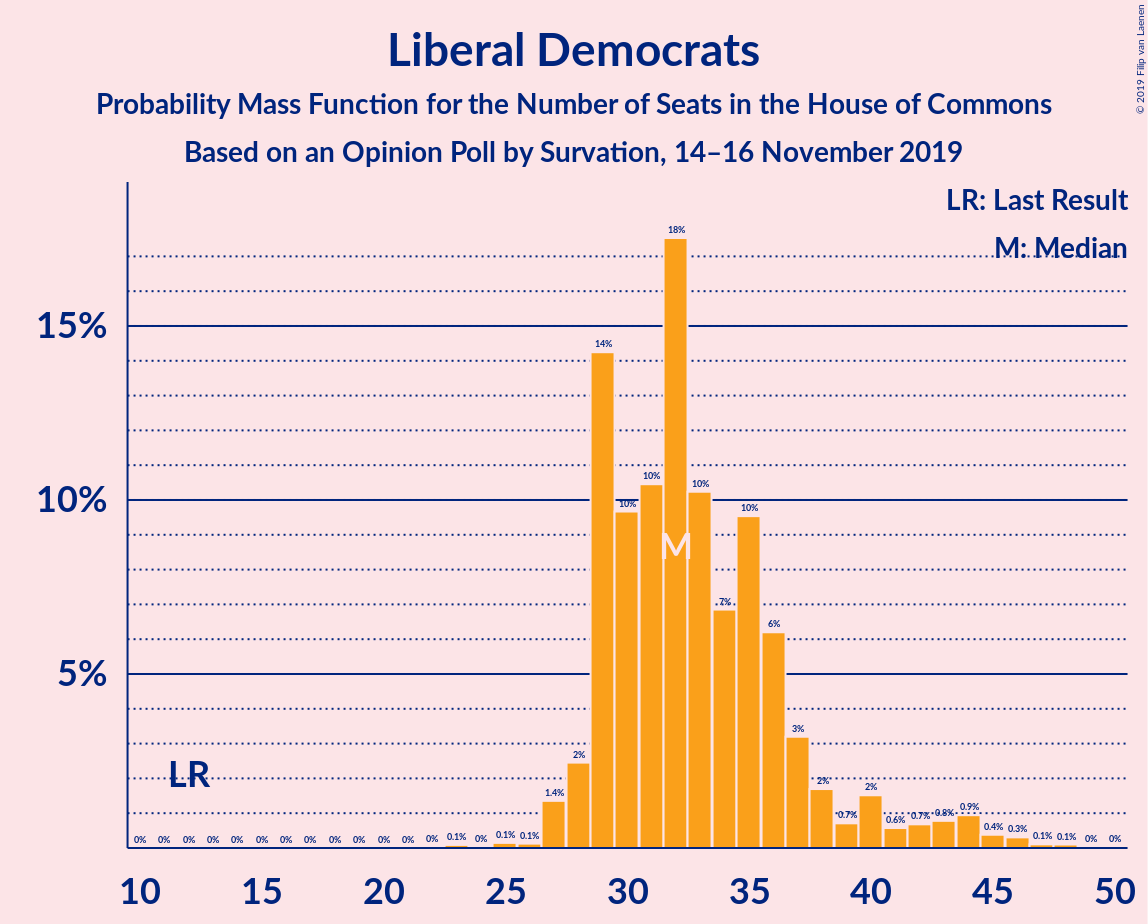 Liberal Democrats
Probability Mass Function for the Number of Seats in the House of Commons
Based on an Opinion Poll by Survation, 14–16 November 2019
© 2019 Filip van Laenen
LR: Last Result
M: Median
15%
10%
5%
LR
M
0% 0% 0% 0% 0% 0% 0% 0% 0% 0% 0% 0% 0% 0.1% 0% 0.1% 0.1% 1.4% 2% 14% 10% 10% 18% 10% 7% 10% 6% 3% 2% 0.7% 2% 0.6% 0.7% 0.8% 0.9% 0.4% 0.3% 0.1% 0.1% 0% 0%
10 15 20 25 30 35 40 45 50